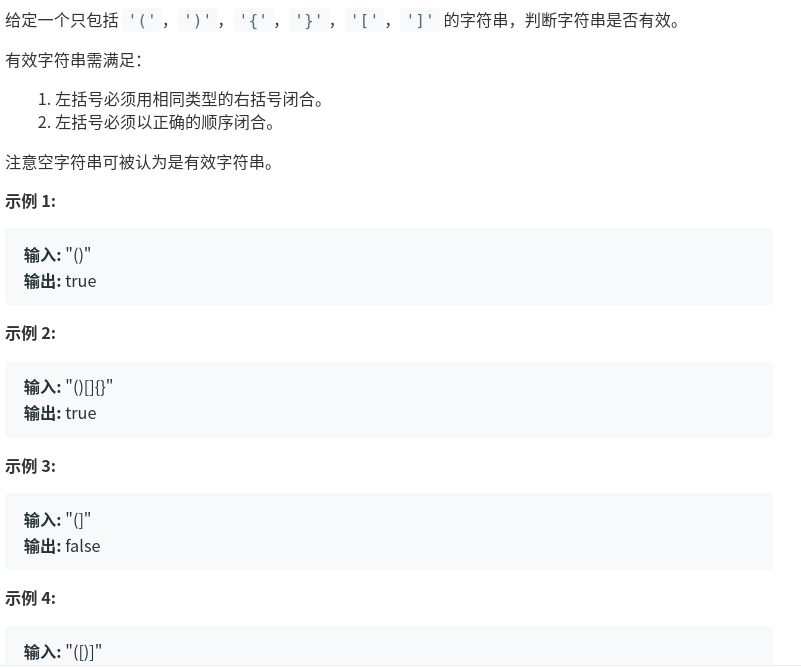 给定一个只包括 '(' ，')' ，'{' ，'}' ，'[' ，']' 的字符串，判断字符串是否有效。
有效字符串需满足：
1. 左括号必须用相同类型的右括号闭合。
2. 左括号必须以正确的顺序闭合。
注意空字符串可被认为是有效字符串。
示例 1:
输入: "()"
输出: true
示例 2:
输入: "()[]{}"
输出: true
示例 3:
输入: "(]"
输出: false
示例 4:
输入: "([)]"